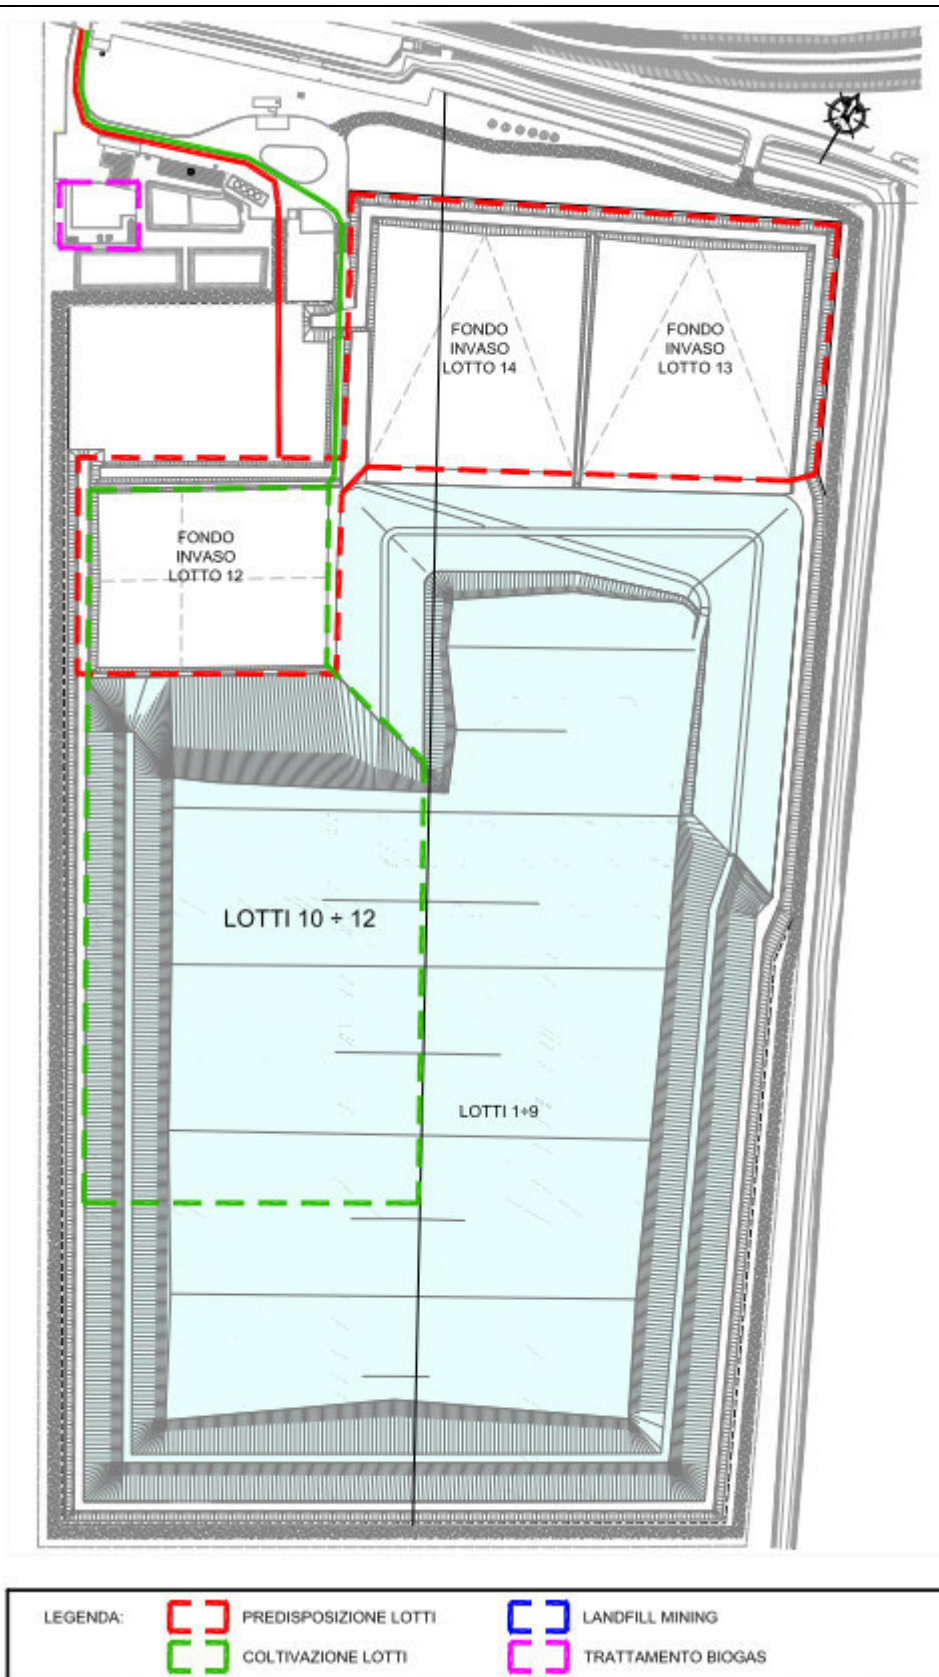 FONDO
INVASO
LOTTO 14
FONDO
INVASO
LOTTO 13
FONDO
INVASO
LOTTO 12
LOTTI 10 ÷ 12
LOTTI 1÷9
LEGENDA:
PREDISPOSIZIONE LOTTI
LANDFILL MINING
COLTIVAZIONE LOTTI
TRATTAMENTO BIOGAS